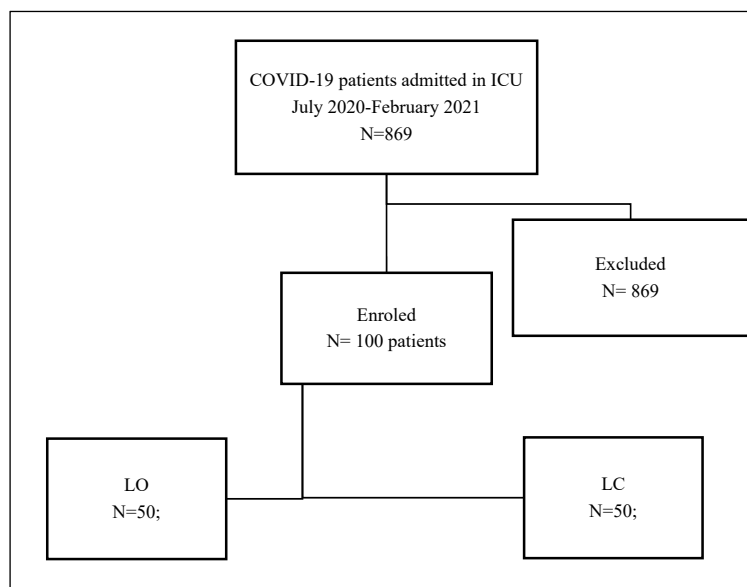 COVID-19 patients admitted in ICU
July 2020-February 2021
N=869
Excluded
N= 869
Enroled
N= 100 patients
LO
N=50;
LC
N=50;